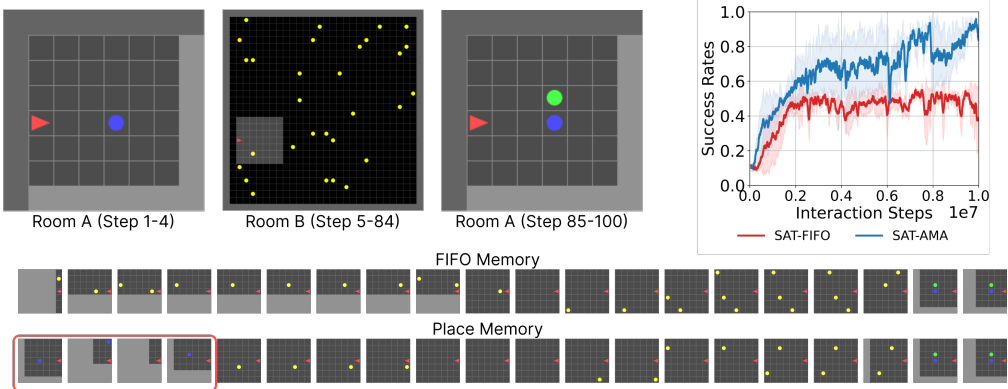 Room A (Step 1-4)
Room B (Step 5-84)
Room A (Step 85-100)
Success Rates
1.0
0.8
0.6
0.4
0.2
0.0
0.0 0.2 0.4 0.6 0.8 1.0
Interaction Steps 1e7
SAT-FIFO SAT-AMA
FIFO Memory
Place Memory